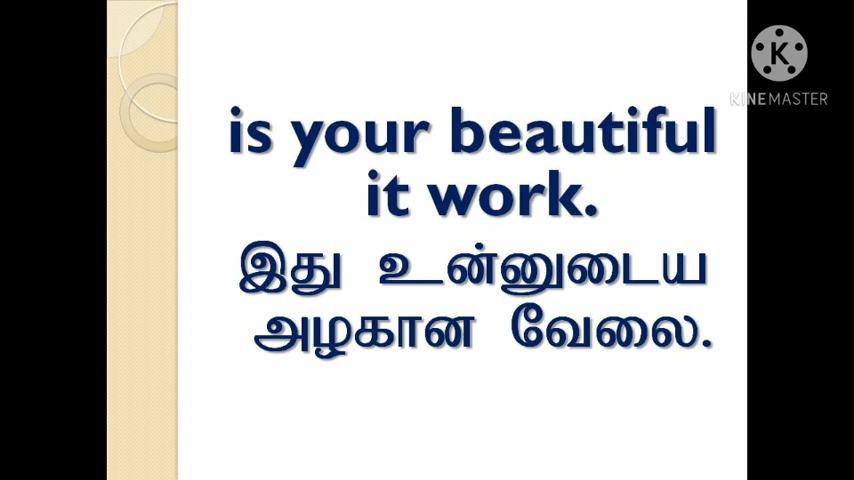 K
KINEMASTER
is your beautiful
it work.
இது உன்னுடைய
அழகான வேலை.